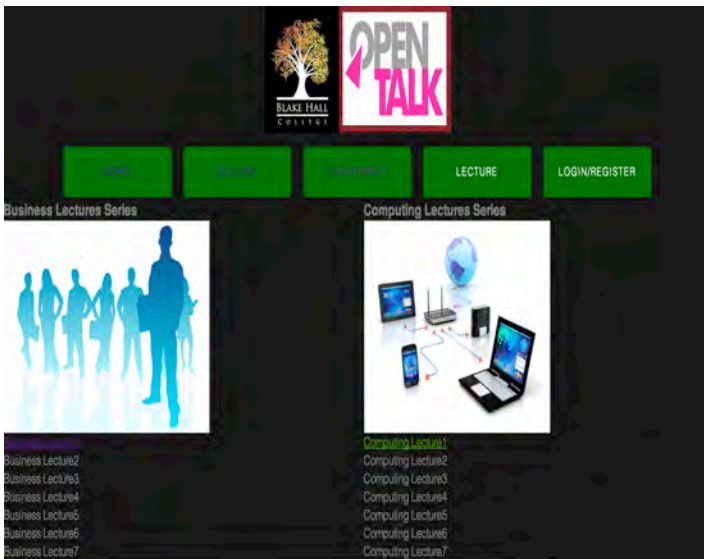 BLAKE HALL
COLLEGE
OPEN
TALK
HOME
LECTURE
LOGIN/REGISTER
Business Lectures Series
Computing Lectures Series
Computing Lecture1
Business Lecture2
Computing Lecture2
Business Lecture3
Computing Lecture3
Business Lecture4
Computing Lecture4
Business Lecture5
Computing Lecture5
Business Lecture6
Computing Lecture6
Business Lecture7
Computing Lecture7